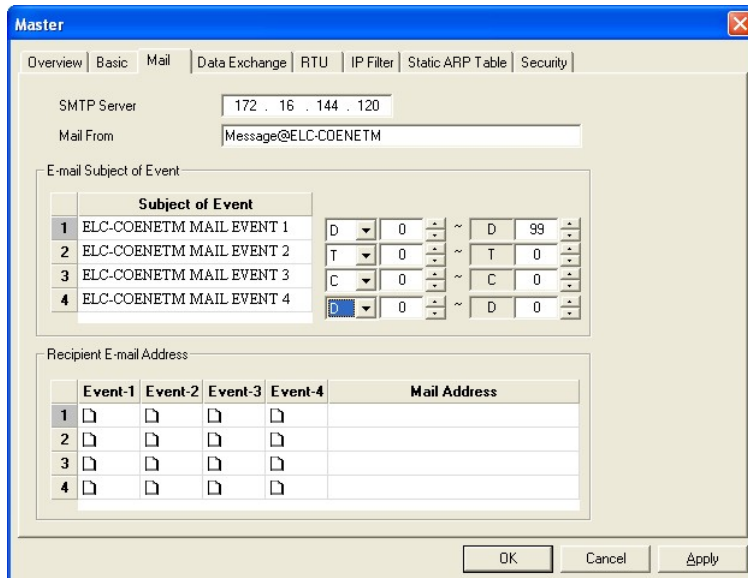 Master
Overview Basic Mail Data Exchange RTU IP Filter Static ARP Table Security
SMTP Server 172 . 16 . 144 . 120
Mail From Message@ELC-COENETM
E-mail Subject of Event
Subject of Event
1 ELC-COENETM MAIL EVENT 1 D 0 ~ D 99
2 ELC-COENETM MAIL EVENT 2 T 0 ~ T 0
3 ELC-COENETM MAIL EVENT 3 C 0 ~ C 0
4 ELC-COENETM MAIL EVENT 4 D 0 ~ D 0
Recipient E-mail Address
Event-1 Event-2 Event-3 Event-4 Mail Address
1
2
3
4
OK Cancel Apply